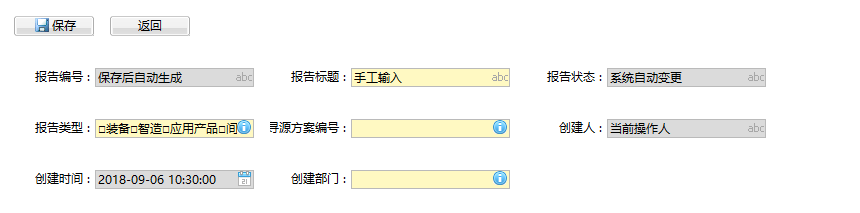 保存 返回
报告编号： 保存后自动生成 abc 报告标题： 手工输入 abc 报告状态： 系统自动变更 abc
报告类型： □装备□智造□应用产品□间 寻源方案编号： 创建人： 当前操作人 abc
创建时间： 2018-09-06 10:30:00 创建部门：